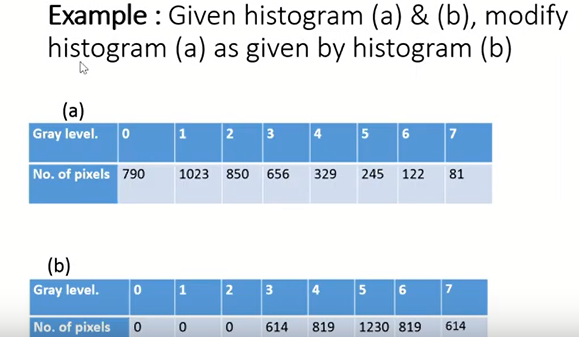 Example : Given histogram (a) & (b), modify
histogram (a) as given by histogram (b)
(a)
Gray level. 0 1 2 3 4 5 6 7
No. of pixels 790 1023 850 656 329 245 122 81
(b)
Gray level. 0 1 2 3 4 5 6 7
No. of pixels 0 0 0 614 819 1230 819 614